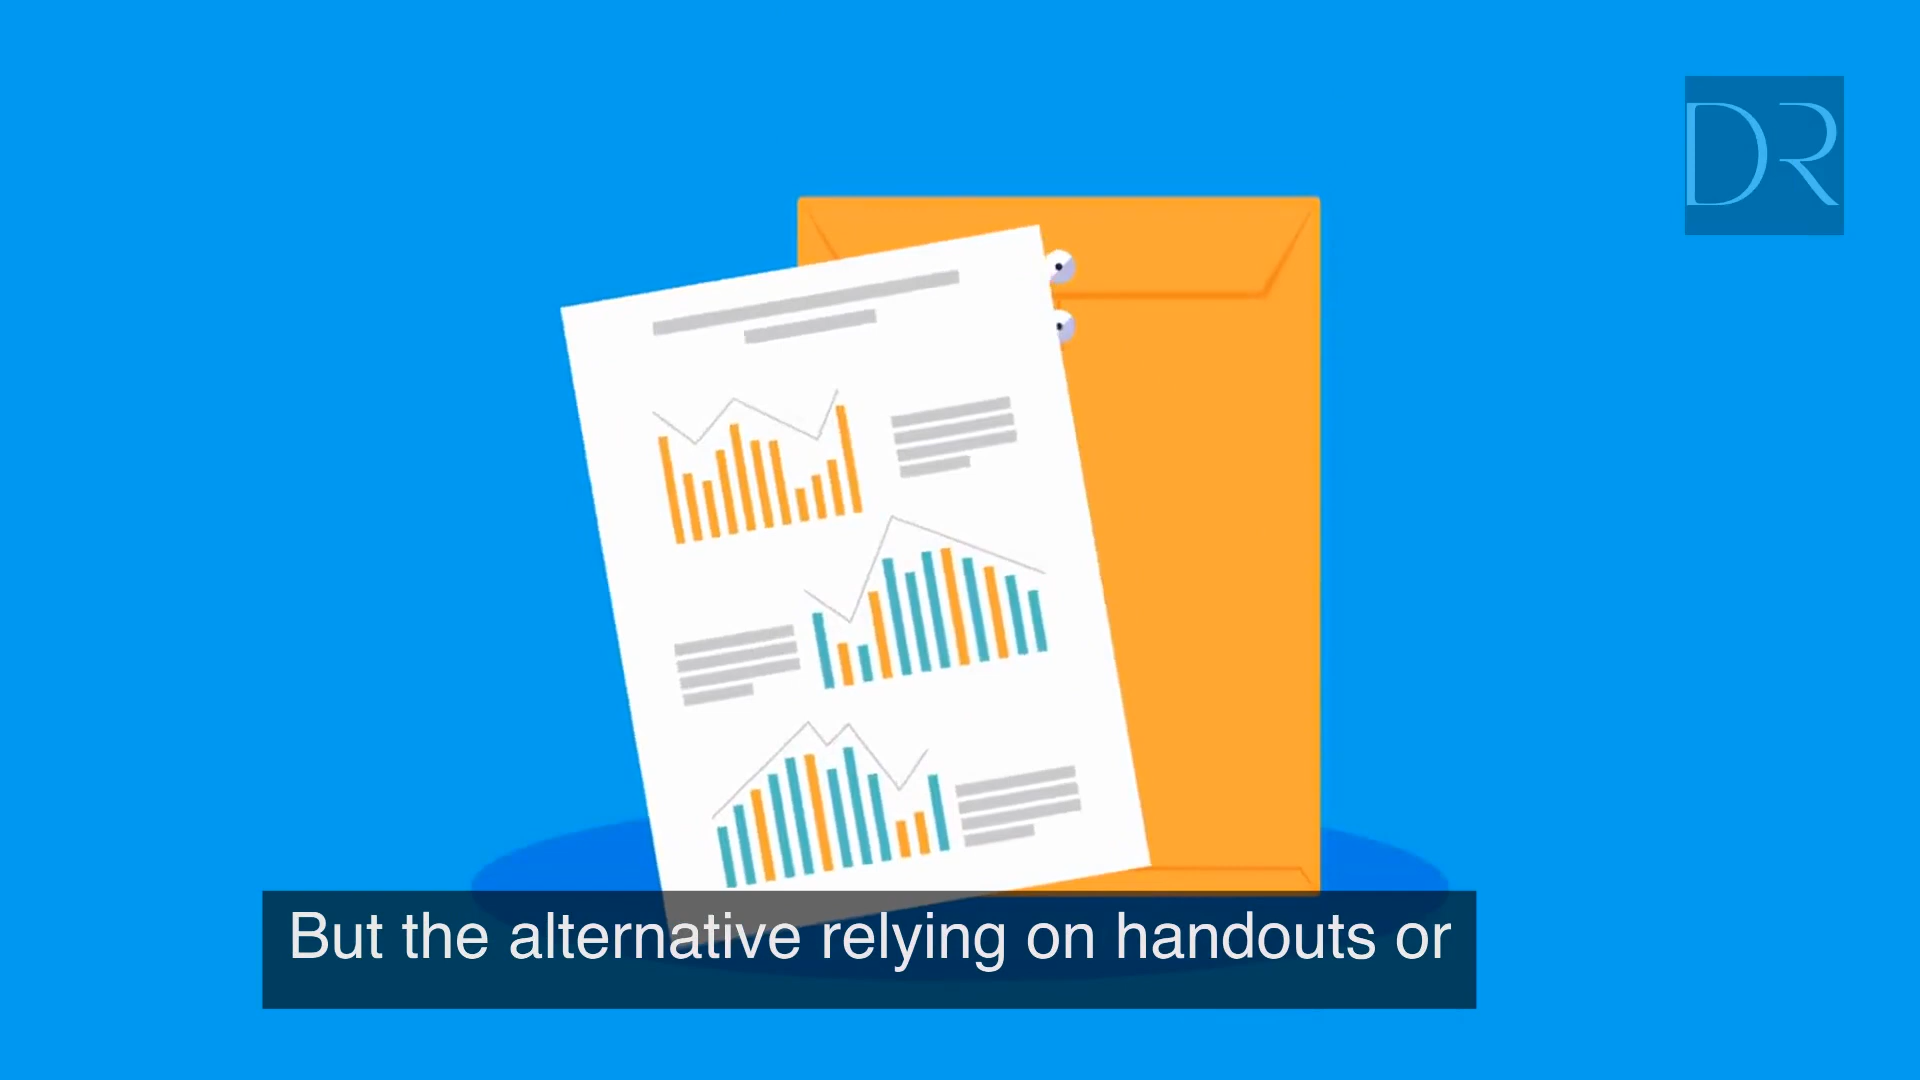 DR
But the alternative relying on handouts or